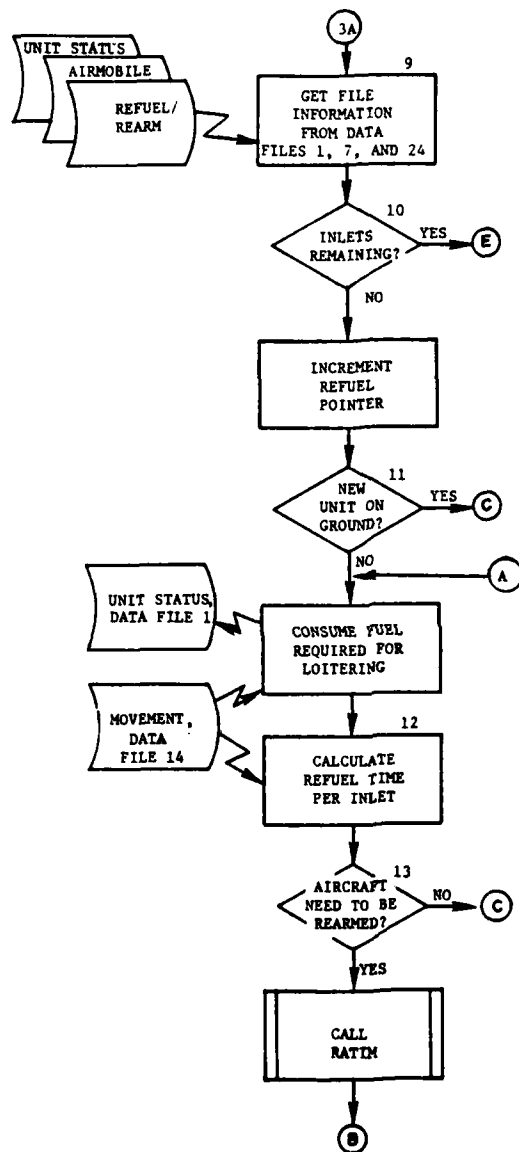 3A
UNIT STATUS
AIRMOBILE
REFUEL/
REARM
9
GET FILE
INFORMATION
FROM DATA
FILES 1, 7, AND 24
10
INLETS
REMAINING?
YES
E
NO
INCREMENT
REFUEL
POINTER
11
NEW
UNIT ON
GROUND?
YES
C
NO
A
UNIT STATUS,
DATA FILE 1
CONSUME FUEL
REQUIRED FOR
LOITERING
MOVEMENT,
DATA
FILE 14
12
CALCULATE
REFUEL TIME
PER INLET
13
AIRCRAFT
NEED TO BE
REARMED?
NO
C
YES
CALL
RATTM
B